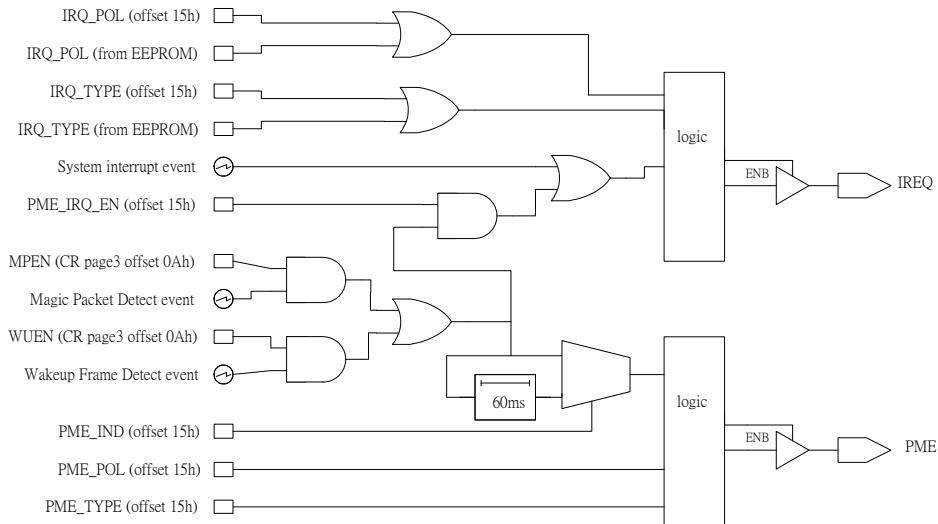 IRQ_POL (offset 15h)
IRQ_POL (from EEPROM)
IRQ_TYPE (offset 15h)
IRQ_TYPE (from EEPROM)
logic
System interrupt event
ENB
IREQ
PME_IRQ_EN (offset 15h)
MPEN (CR page3 offset 0Ah)
Magic Packet Detect event
WUEN (CR page3 offset 0Ah)
Wakeup Frame Detect event
60ms
logic
PME_IND (offset 15h)
ENB
PME
PME_POL (offset 15h)
PME_TYPE (offset 15h)